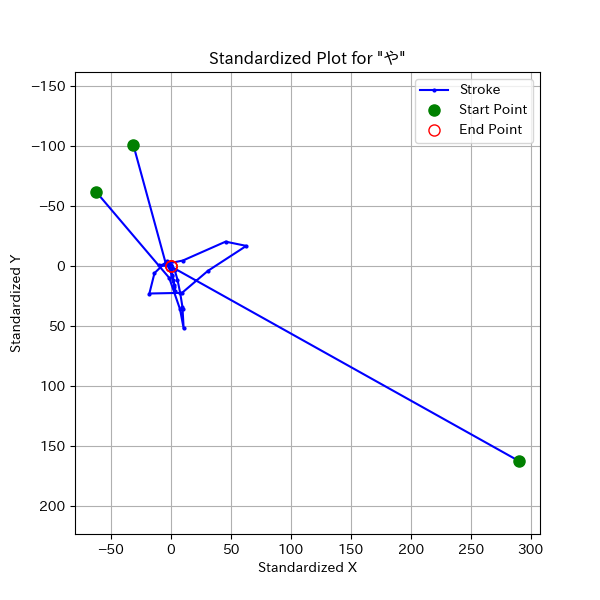 Standardized Plot for "や"
Stroke
Start Point
End Point
−150
−100
−50
0
50
100
150
200
Standardized Y
−50 0 50 100 150 200 250 300
Standardized X